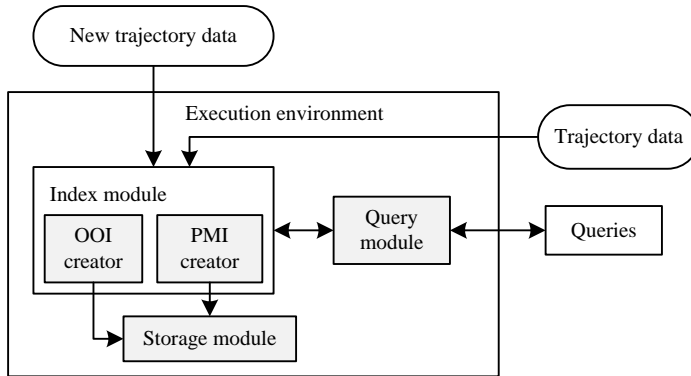 New trajectory data
Execution environment
Trajectory data
Index module
OOI
creator
PMI
creator
Query
module
Queries
Storage module